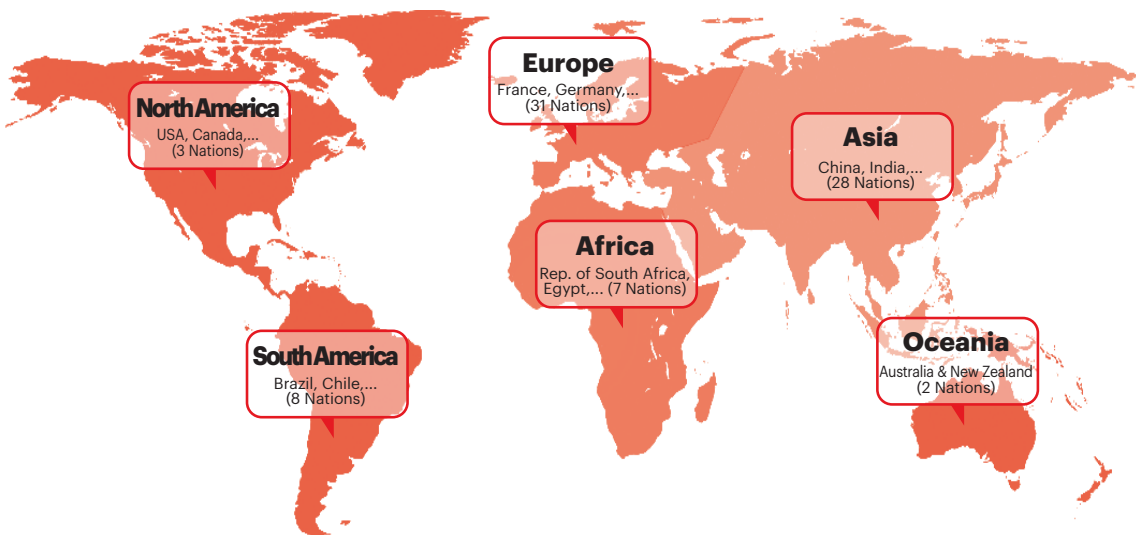 North America
USA, Canada,...
(3 Nations)
Europe
France, Germany,...
(31 Nations)
Asia
China, India,...
(28 Nations)
Africa
Rep. of South Africa,
Egypt,... (7 Nations)
South America
Brazil, Chile,...
(8 Nations)
Oceania
Australia & New Zealand
(2 Nations)